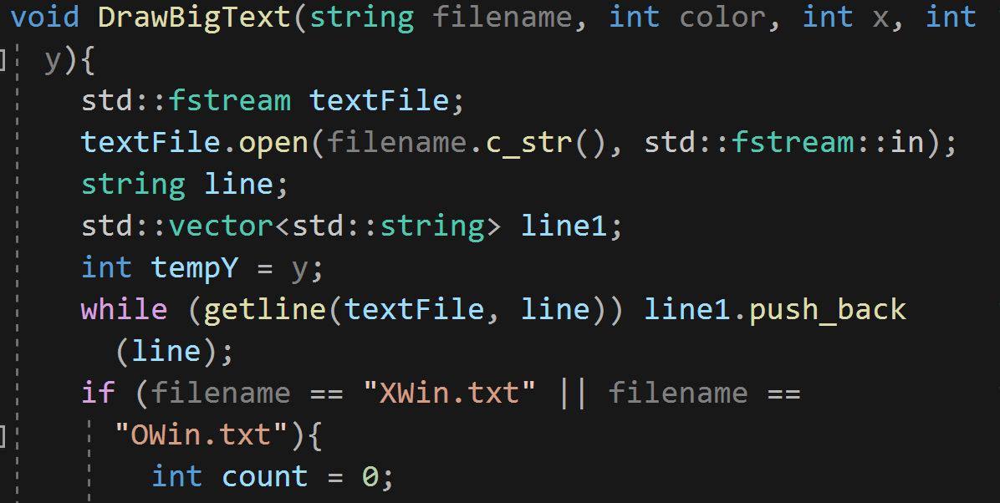 void DrawBigText(string filename, int color, int x, int
y){
std::fstream textFile;
textFile.open(filename.c_str(), std::fstream::in);
string line;
std::vector<std::string> line1;
int tempY = y;
while (getline(textFile, line)) line1.push_back
(line);
if (filename == "XWin.txt" || filename ==
"OWin.txt"){
int count = 0;